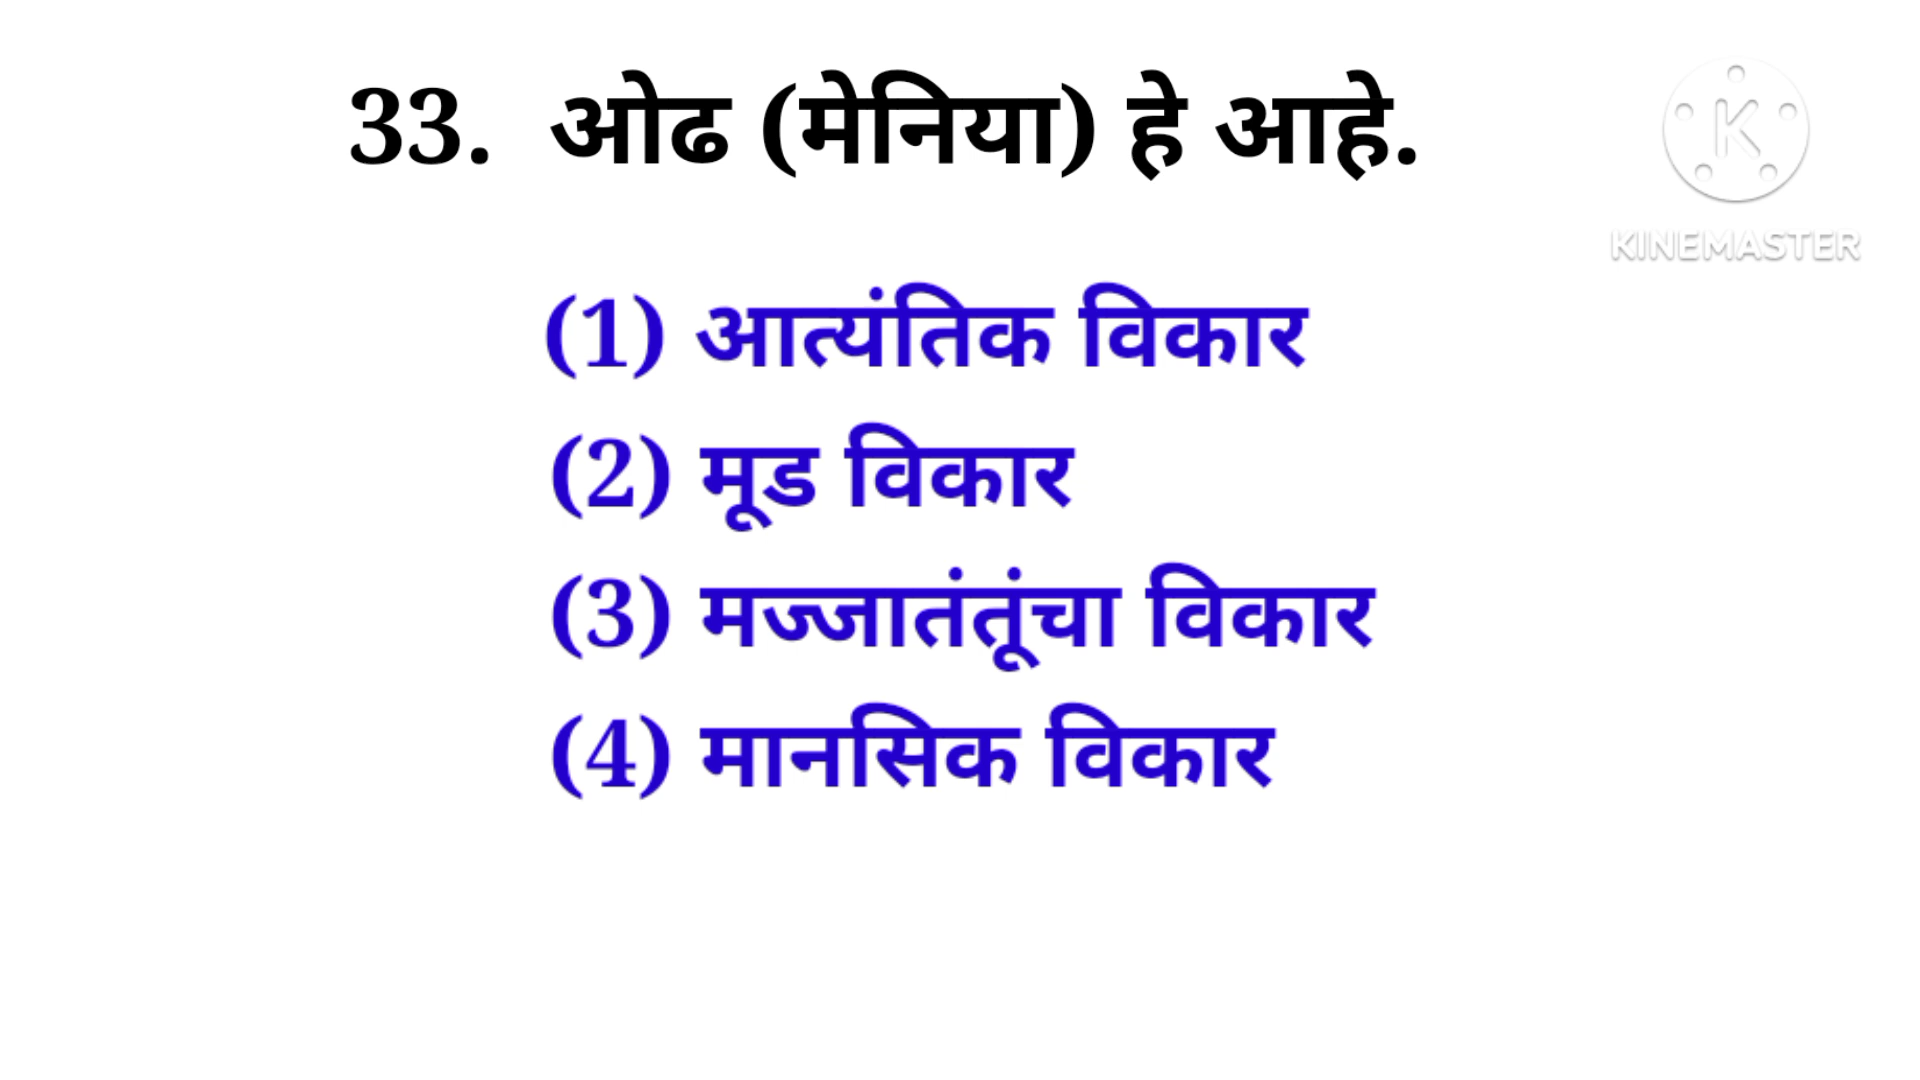 33. ओढ (मेनिया) हे आहे.
K
KINEMASTER
(1) आत्यंतिक विकार
(2) मूड विकार
(3) मज्जातंतूंचा विकार
(4) मानसिक विकार